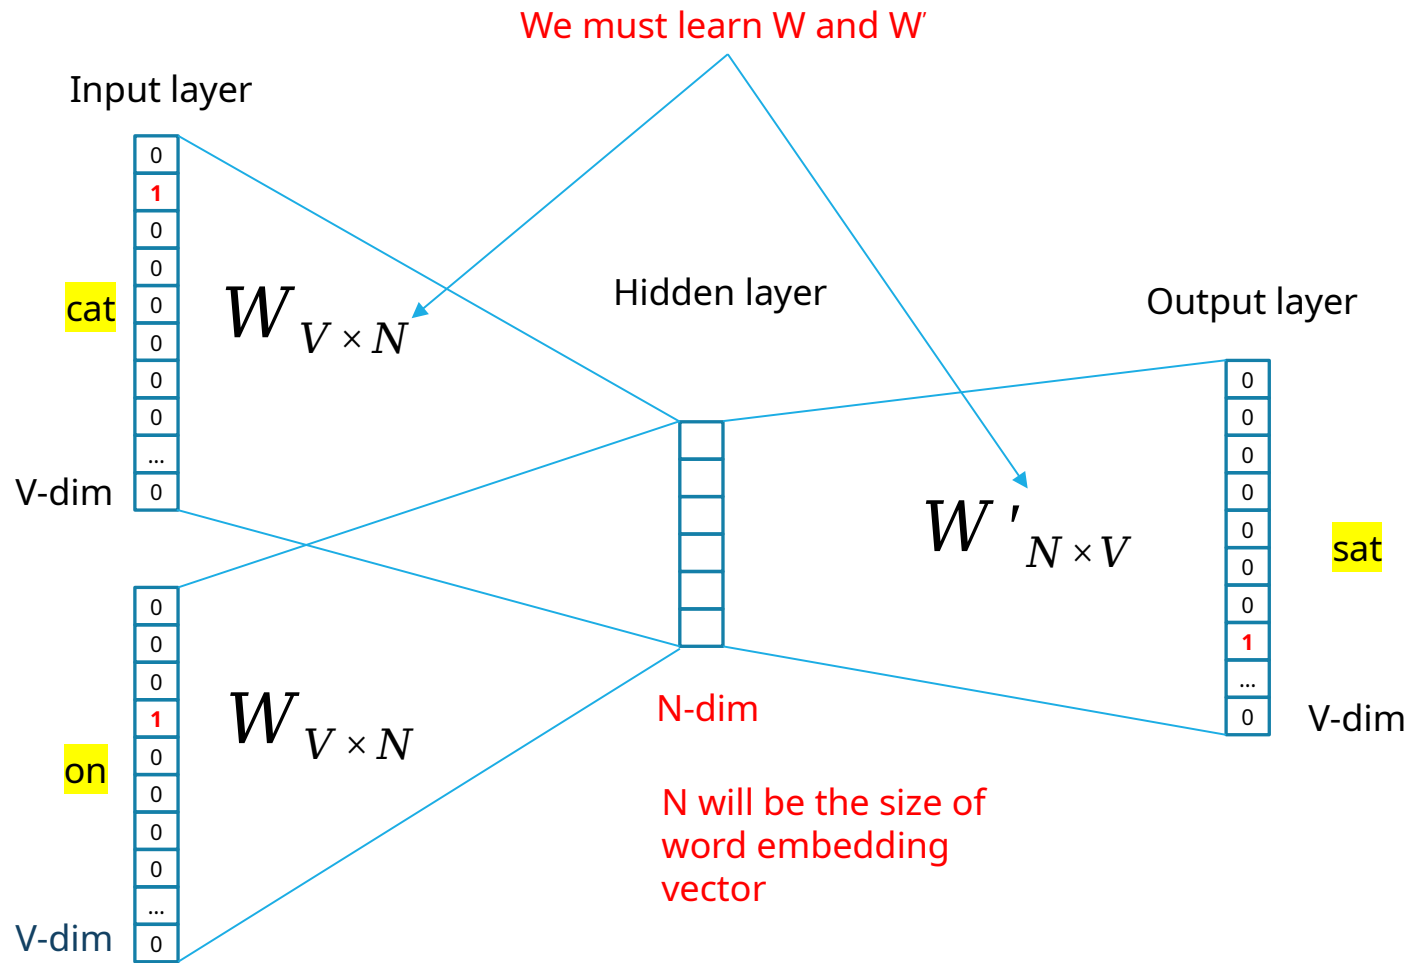 We must learn W and W′
Input layer
0
1
0
0
0
0
0
0
...
0
cat
V-dim
W V × N
Hidden layer
Output layer
0
0
0
0
0
0
0
1
...
0
sat
V-dim
W ′ N × V
0
0
0
1
0
0
0
0
...
0
on
V-dim
W V × N
N-dim
N will be the size of
word embedding
vector